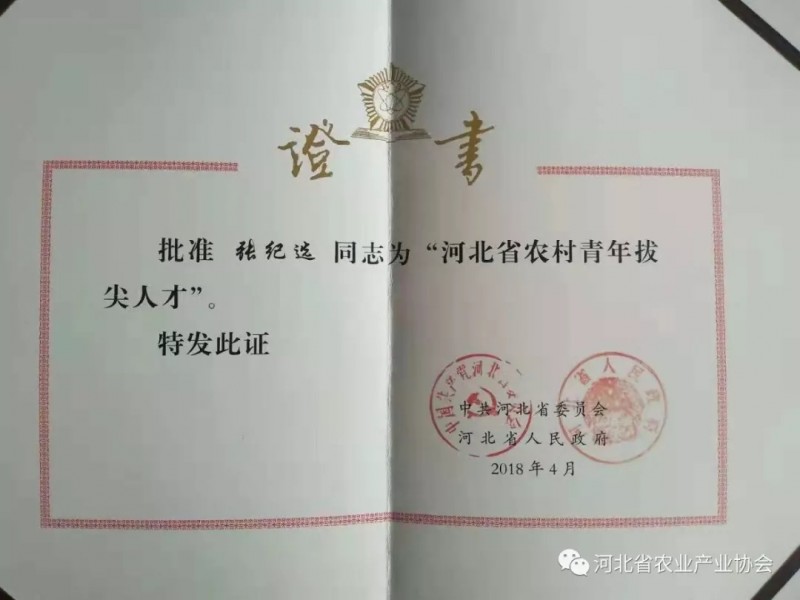 證書
批准 张纪选 同志为“河北省农村青年拔
尖人才”。
特发此证
中共河北省委员会
河北省人民政府
2018年4月
河北省农业产业协会